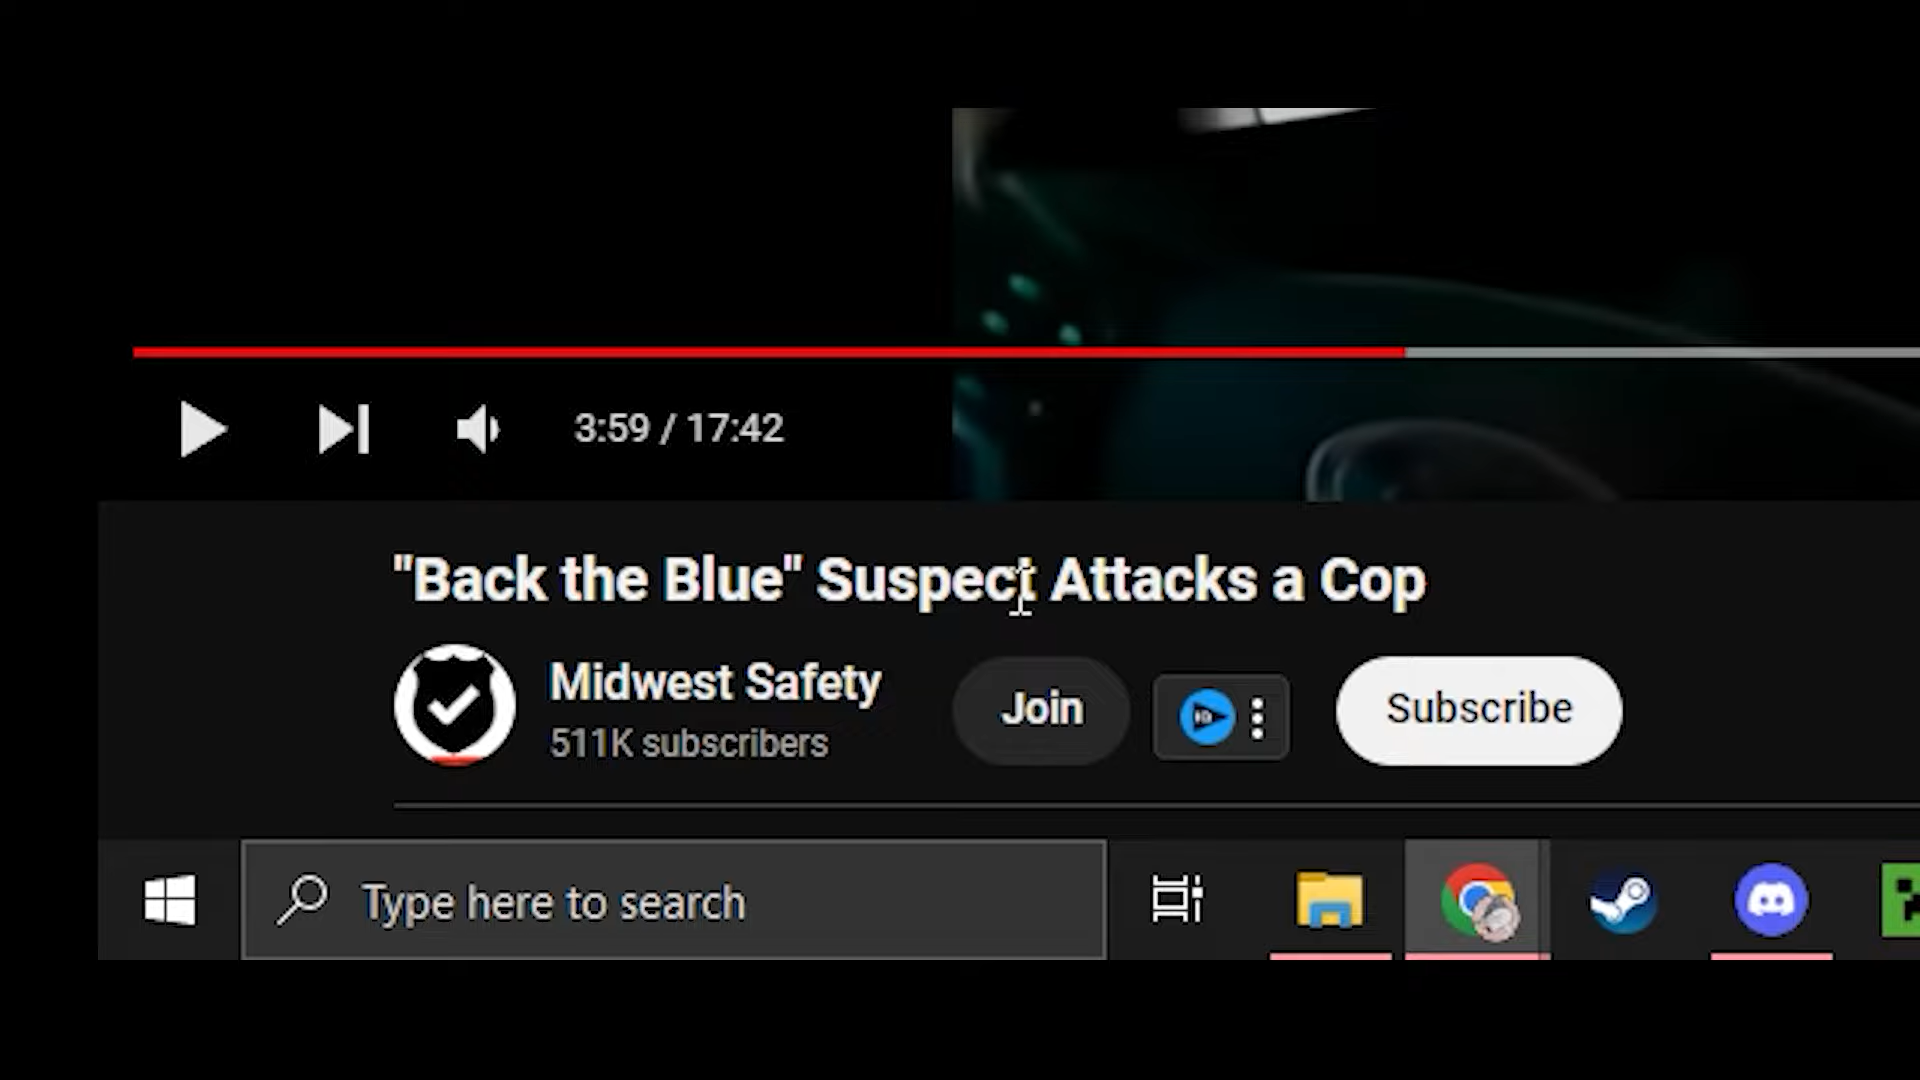 3:59 / 17:42
"Back the Blue" Suspect Attacks a Cop
Midwest Safety
Join
Subscribe
511K subscribers
Type here to search